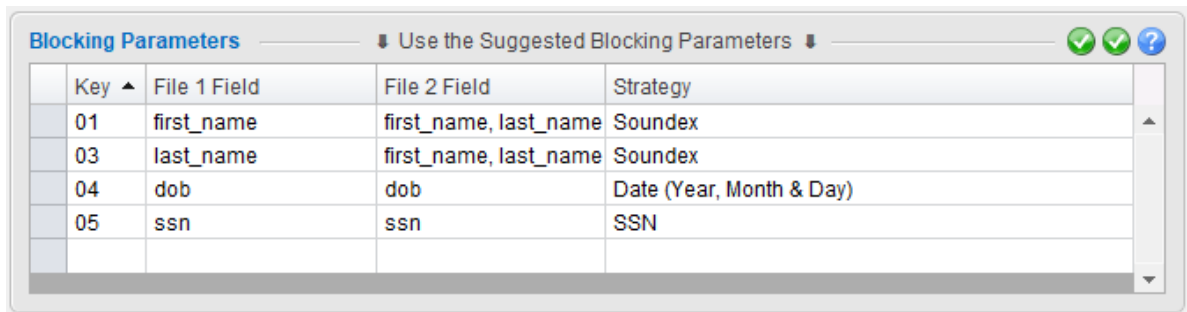 Blocking Parameters ⬇ Use the Suggested Blocking Parameters ⬇ ?
Key ▲ File 1 Field File 2 Field Strategy
01 first_name first_name, last_name Soundex
03 last_name first_name, last_name Soundex
04 dob dob Date (Year, Month & Day)
05 ssn ssn SSN